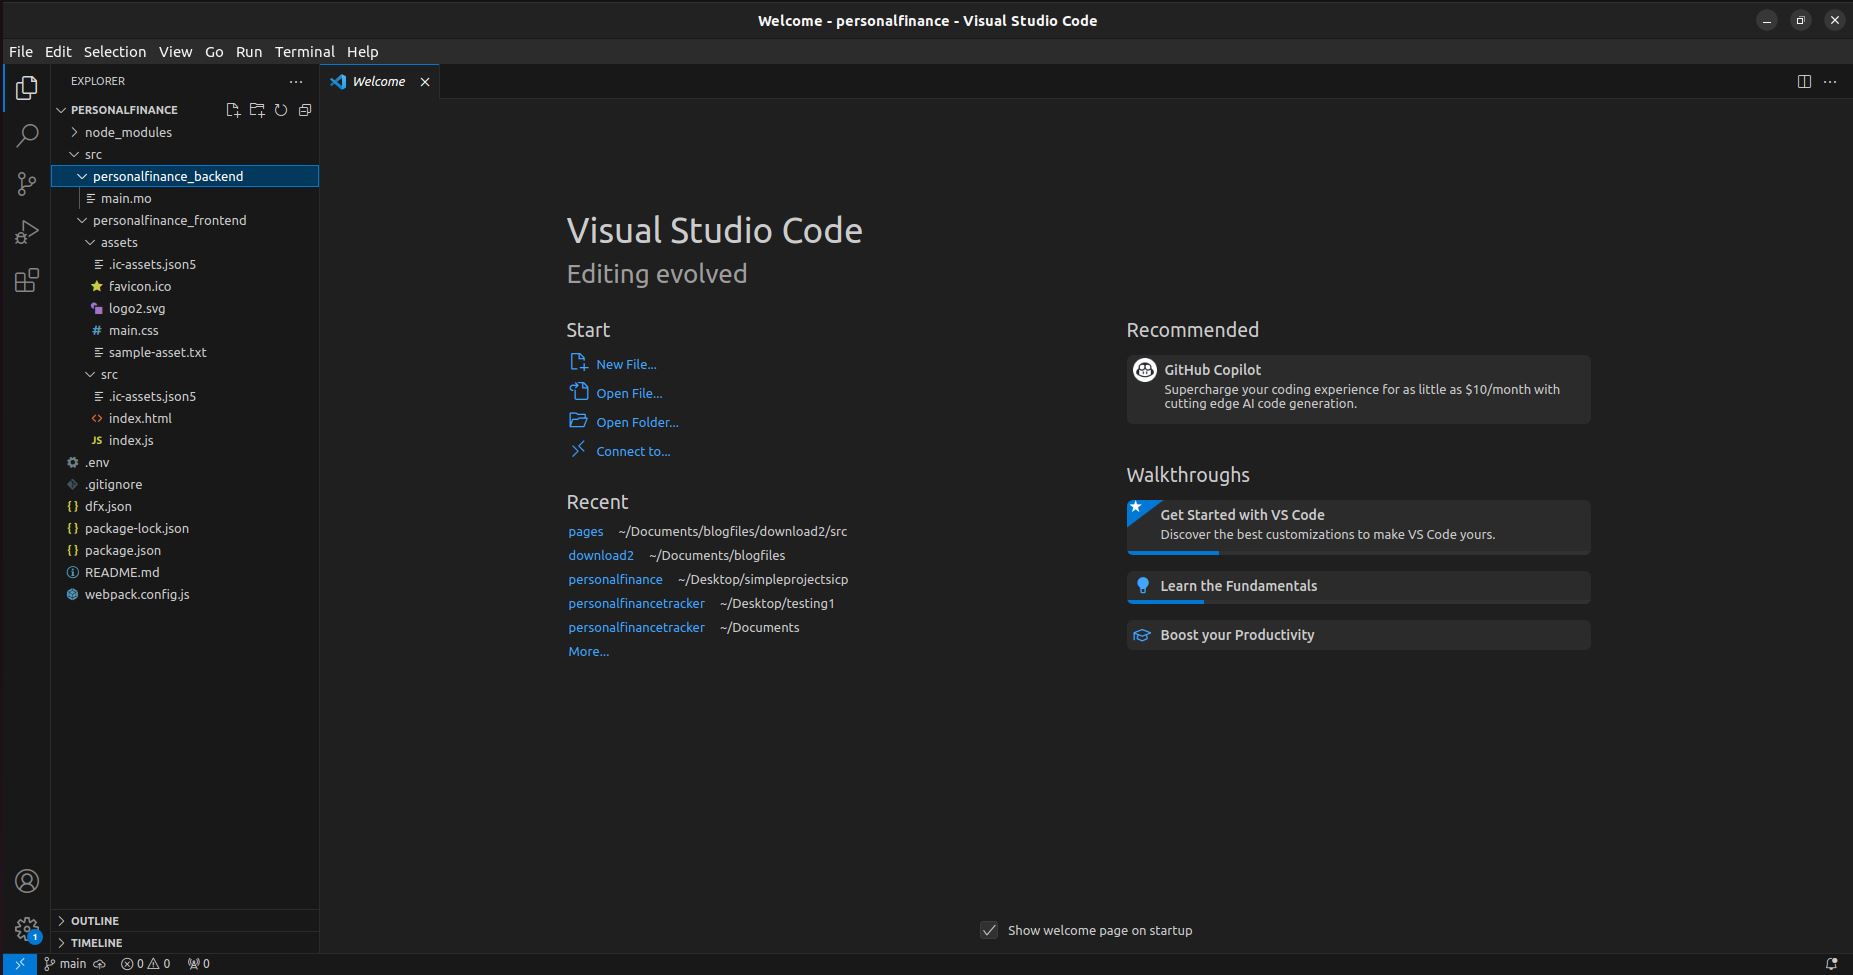 Welcome - personalfinance - Visual Studio Code
File Edit Selection View Go Run Terminal Help
EXPLORER
PERSONALFINANCE
node_modules
src
personalfinance_backend
main.mo
personalfinance_frontend
assets
.ic-assets.json5
favicon.ico
logo2.svg
# main.css
sample-asset.txt
src
.ic-assets.json5
<> index.html
JS index.js
.env
.gitignore
{} dfx.json
{} package-lock.json
{} package.json
README.md
webpack.config.js
OUTLINE
TIMELINE
Welcome
Visual Studio Code
Editing evolved
Start
New File...
Open File...
Open Folder...
Connect to...
Recent
pages ~/Documents/blogfiles/download2/src
download2 ~/Documents/blogfiles
personalfinance ~/Desktop/simpleprojectsicp
personalfinancetracker ~/Desktop/testing1
personalfinancetracker ~/Documents
More...
Recommended
GitHub Copilot
Supercharge your coding experience for as little as $10/month with
cutting edge AI code generation.
Walkthroughs
Get Started with VS Code
Discover the best customizations to make VS Code yours.
Learn the Fundamentals
Boost your Productivity
Show welcome page on startup
1
main 0 0 0